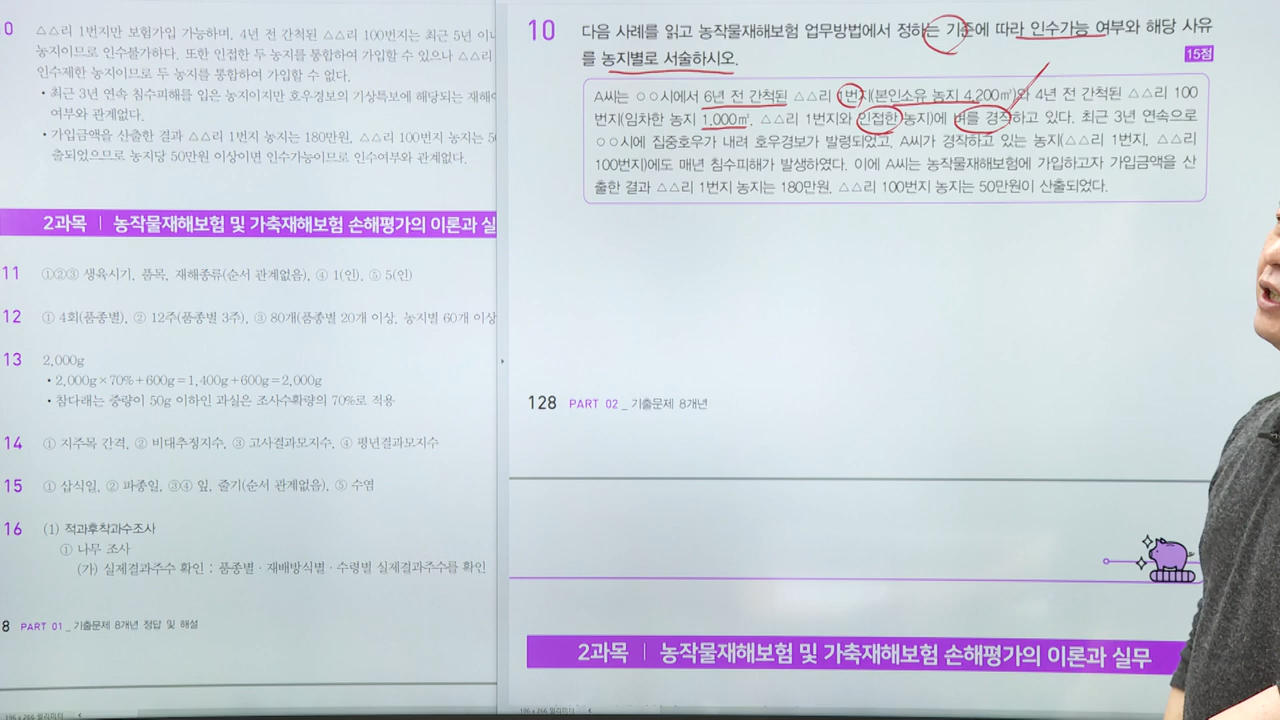 0 △△리 1번지만 보험가입 가능하며, 4년 전 간척된 △△리 100번지는 최근 5년 이내
농지이므로 인수불가하다. 또한 인접한 두 농지를 통합하여 가입할 수 있으나 △△리
인수제한 농지이므로 두 농지를 통합하여 가입할 수 없다.
• 최근 3년 연속 침수피해를 입은 농지이지만 호우경보의 기상특보에 해당되는 재해이
여부와 관계없다.
• 가입금액을 산출한 결과 △△리 1번지 농지는 180만원, △△리 100번지 농지는 50
출되었으므로 농지당 50만원 이상이면 인수가능이므로 인수여부와 관계없다.
2과목 | 농작물재해보험 및 가축재해보험 손해평가의 이론과 실
11 ①②③ 생육시기, 품목, 재해종류(순서 관계없음), ④ 1(인), ⑤ 5(인)
12 ① 4회(품종별), ② 12주(품종별 3주), ③ 80개(품종별 20개 이상, 농지별 60개 이상
13 2,000g
• 2,000g×70%+600g=1,400g+600g=2,000g
• 참다래는 중량이 50g 이하인 과실은 조사수확량의 70%로 적용
14 ① 지주목 간격, ② 비대추정지수, ③ 고사결과모지수, ④ 평년결과모지수
15 ① 삽식일, ② 파종일, ③④ 잎, 줄기(순서 관계없음), ⑤ 수염
16 (1) 적과후착과수조사
① 나무 조사
(가) 실제결과주수 확인 : 품종별·재배방식별·수령별 실제결과주수를 확인
8 PART 01 _ 기출문제 8개년 정답 및 해설
196 x 266 밀리미터
10 다음 사례를 읽고 농작물재해보험 업무방법에서 정하는 기준에 따라 인수가능 여부와 해당 사유
를 농지별로 서술하시오.
15점
A씨는 ○○시에서 6년 전 간척된 △△리 1번지(본인소유 농지 4,200㎡)와 4년 전 간척된 △△리 100
번지(임차한 농지 1,000㎡, △△리 1번지와 인접한 농지)에 벼를 경작하고 있다. 최근 3년 연속으로
○○시에 집중호우가 내려 호우경보가 발령되었고, A씨가 경작하고 있는 농지(△△리 1번지, △△리
100번지)에도 매년 침수피해가 발생하였다. 이에 A씨는 농작물재해보험에 가입하고자 가입금액을 산
출한 결과 △△리 1번지 농지는 180만원, △△리 100번지 농지는 50만원이 산출되었다.
128 PART 02 _ 기출문제 8개년
2과목 | 농작물재해보험 및 가축재해보험 손해평가의 이론과 실무
196 x 266 밀리미터